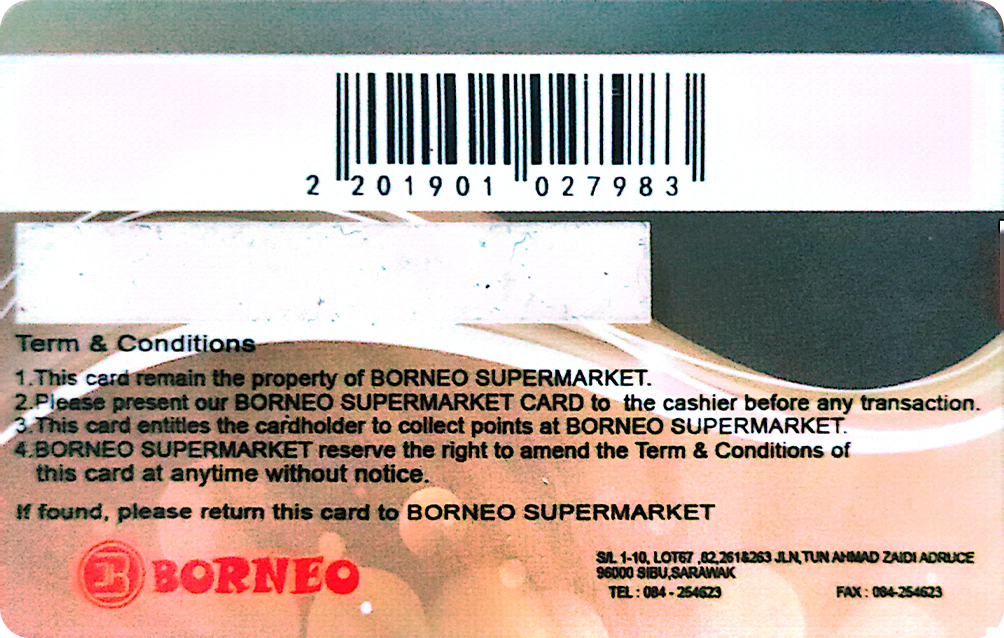 2 201901 027983
Term & Conditions
1.This card remain the property of BORNEO SUPERMARKET.
2.Please present our BORNEO SUPERMARKET CARD to the cashier before any transaction.
3.This card entitles the cardholder to collect points at BORNEO SUPERMARKET.
4.BORNEO SUPERMARKET reserve the right to amend the Term & Conditions of
this card at anytime without notice.
If found, please return this card to BORNEO SUPERMARKET
BORNEO
S/L 1-10, LOT67 ,82,261&263 JLN,TUN AHMAD ZAIDI ADRUCE
96000 SIBU,SARAWAK
TEL : 084 - 254623 FAX : 084-254623